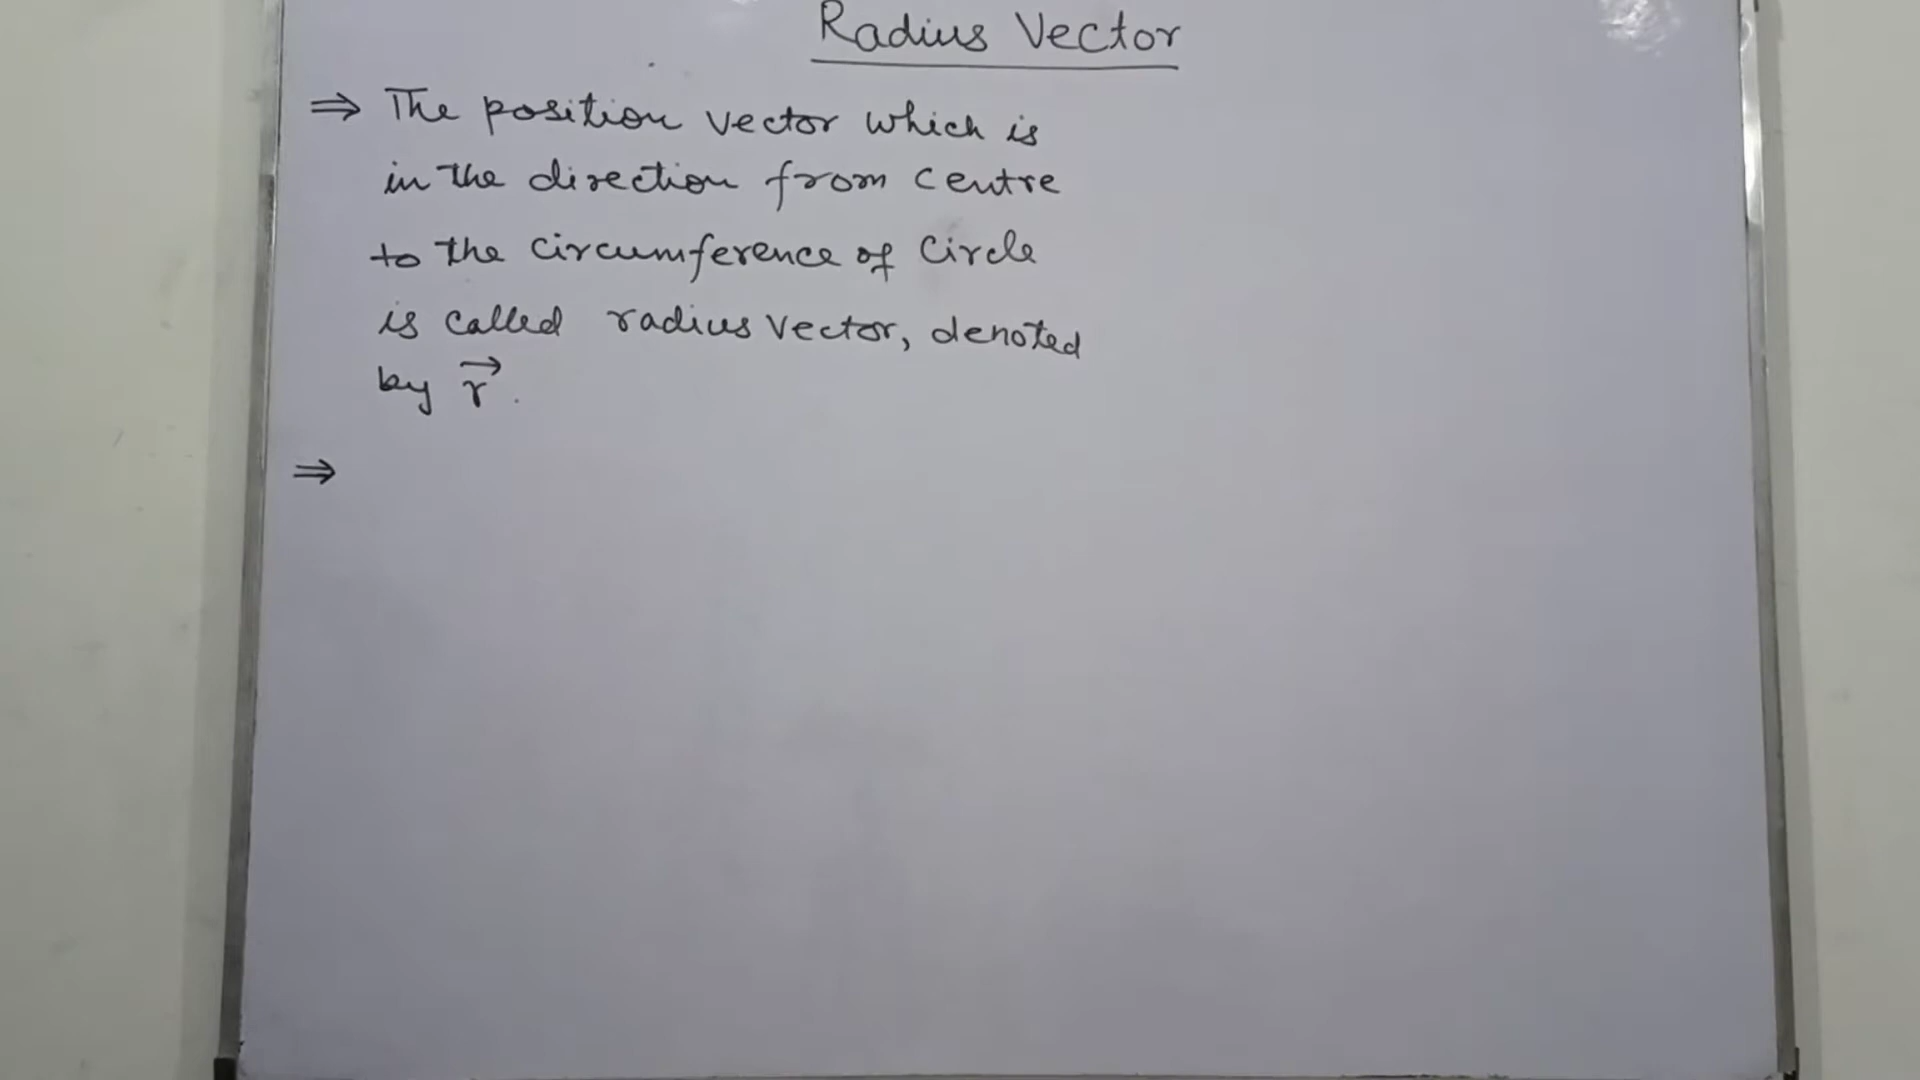 Radius Vector
⇒ The position vector which is
in the direction from centre
to the circumference of Circle
is called radius vector, denoted
by r⃗.
⇒